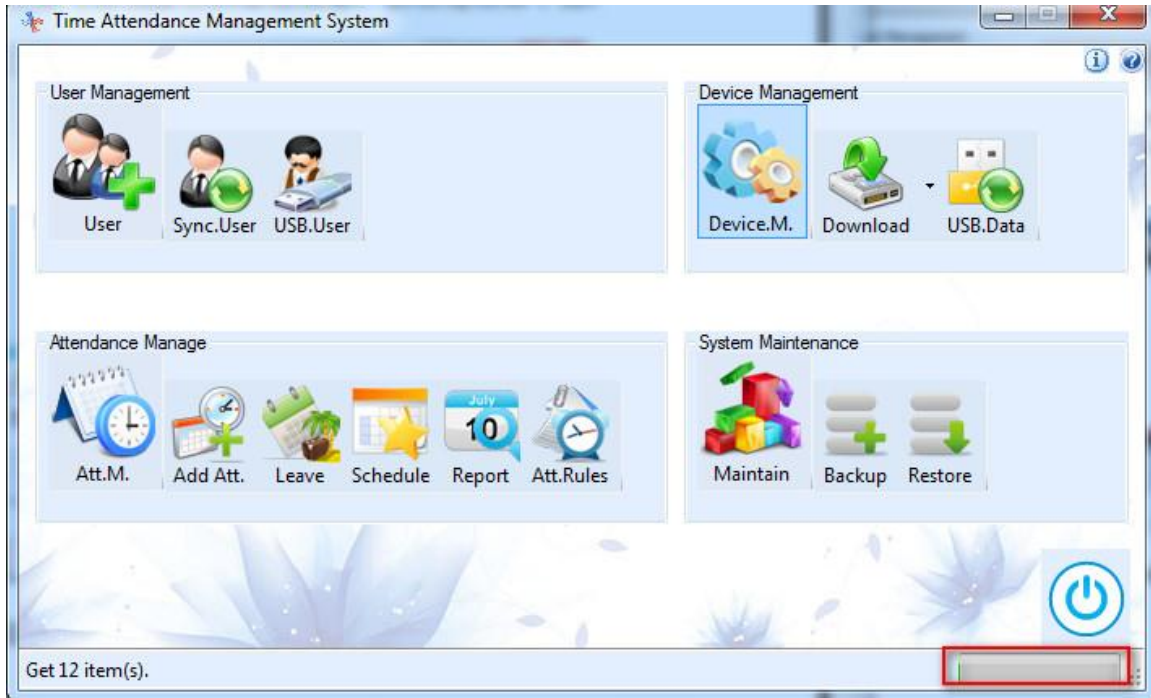 Time Attendance Management System
User Management
User
Sync.User
USB.User
Device Management
Device.M.
Download
USB.Data
Attendance Manage
Att.M.
Add Att.
Leave
Schedule
July
10
Report
Att.Rules
System Maintenance
Maintain
Backup
Restore
Get 12 item(s).